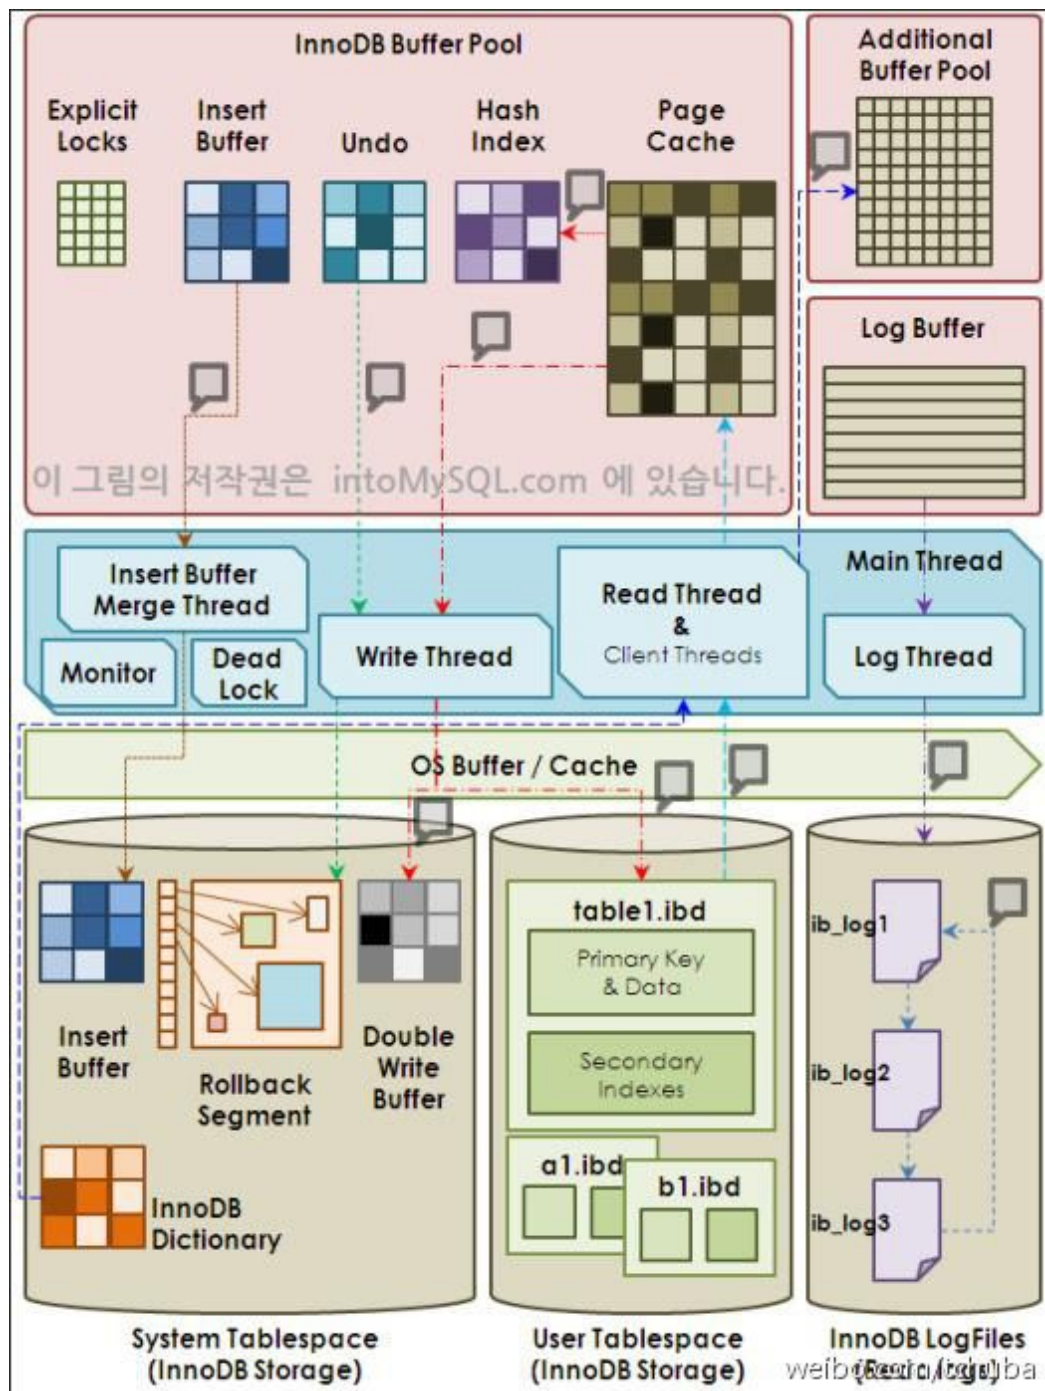 InnoDB Buffer Pool
Explicit
Locks
Insert
Buffer
Undo
Hash
Index
Page
Cache
Additional
Buffer Pool
Log Buffer
이 그림의 저작권은 intoMySQL.com 에 있습니다.
Insert Buffer
Merge Thread
Monitor
Dead
Lock
Write Thread
Read Thread
&
Client Threads
Main Thread
Log Thread
OS Buffer / Cache
Insert
Buffer
Rollback
Segment
Double
Write
Buffer
InnoDB
Dictionary
table1.ibd
Primary Key
& Data
Secondary
Indexes
a1.ibd
b1.ibd
ib_log1
ib_log2
ib_log3
System Tablespace
(InnoDB Storage)
User Tablespace
(InnoDB Storage)
InnoDB LogFiles
(Redo logs)